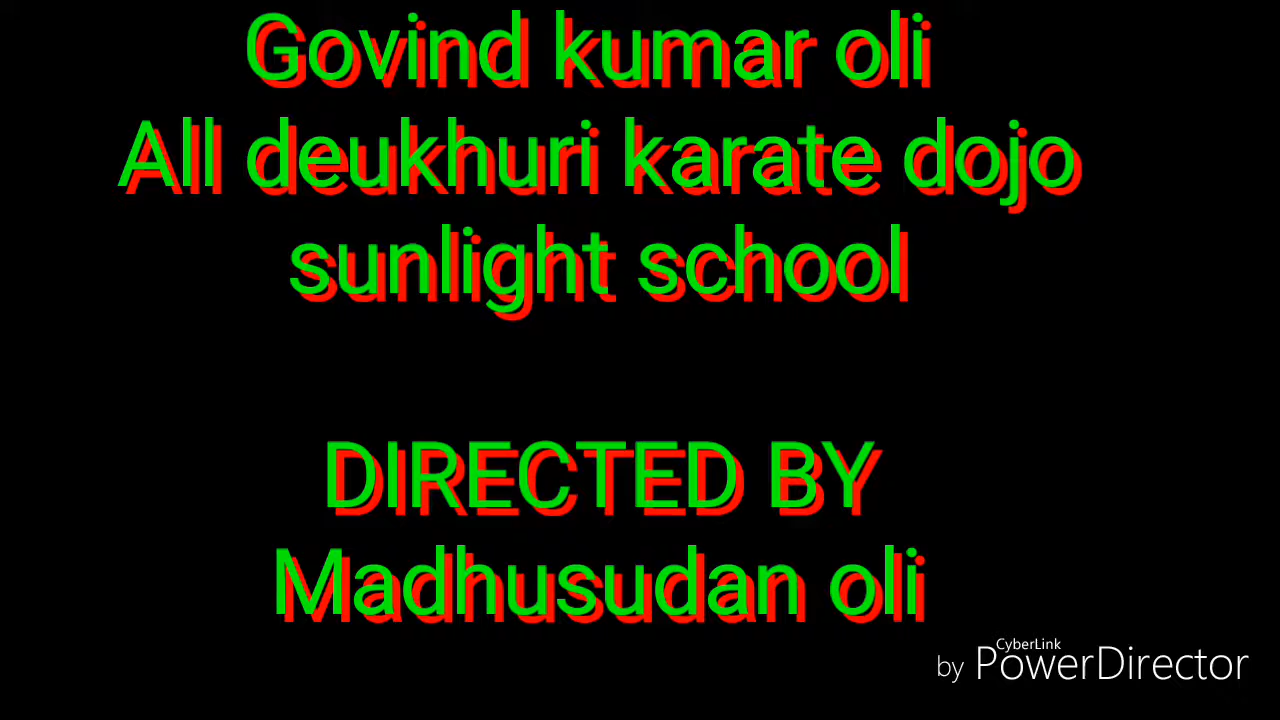 Govind kumar oli
All deukhuri karate dojo
sunlight school
DIRECTED BY
Madhusudan oli
by CyberLink PowerDirector